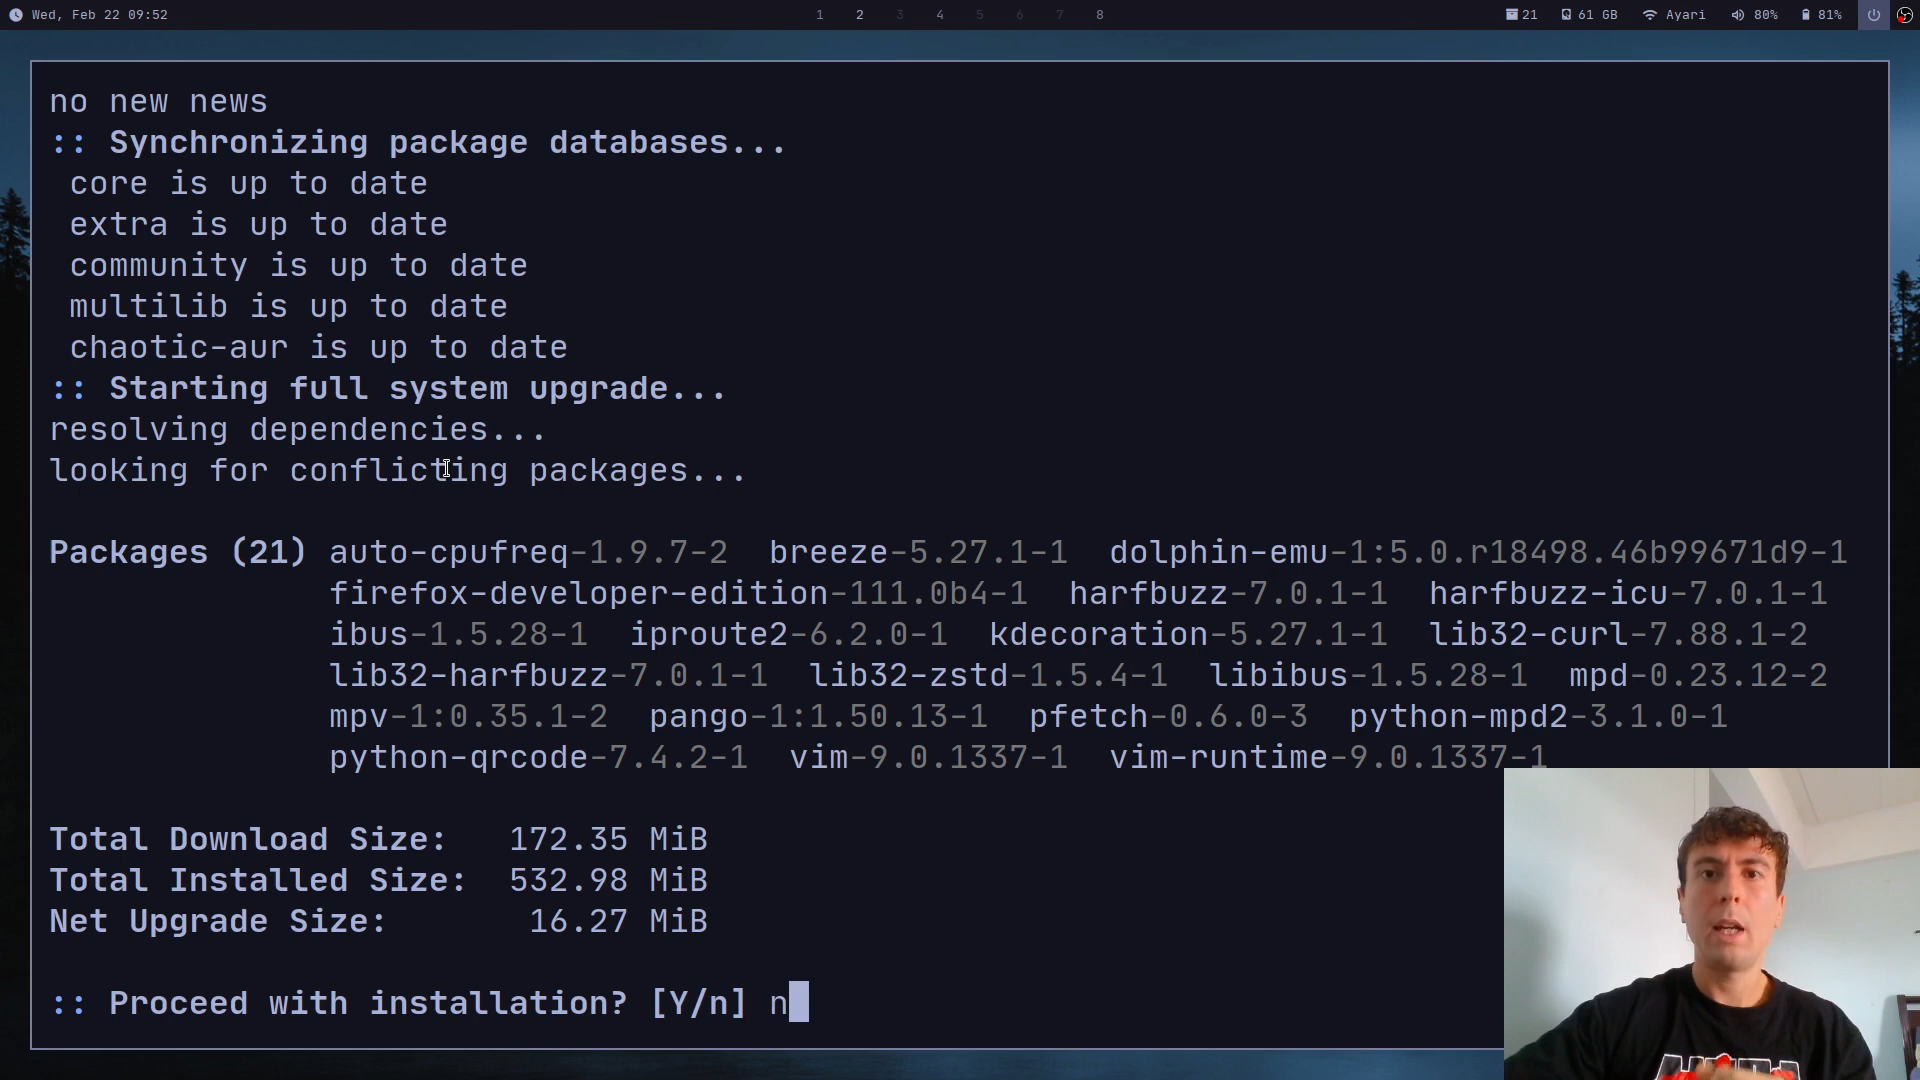 Wed, Feb 22 09:52
1 2 3 4 5 6 7 8
21 61 GB Ayari 80% 81%
no new news
:: Synchronizing package databases...
core is up to date
extra is up to date
community is up to date
multilib is up to date
chaotic-aur is up to date
:: Starting full system upgrade...
resolving dependencies...
looking for conflicting packages...
Packages (21) auto-cpufreq-1.9.7-2 breeze-5.27.1-1 dolphin-emu-1:5.0.r18498.46b99671d9-1
firefox-developer-edition-111.0b4-1 harfbuzz-7.0.1-1 harfbuzz-icu-7.0.1-1
ibus-1.5.28-1 iproute2-6.2.0-1 kdecoration-5.27.1-1 lib32-curl-7.88.1-2
lib32-harfbuzz-7.0.1-1 lib32-zstd-1.5.4-1 libibus-1.5.28-1 mpd-0.23.12-2
mpv-1:0.35.1-2 pango-1:1.50.13-1 pfetch-0.6.0-3 python-mpd2-3.1.0-1
python-qrcode-7.4.2-1 vim-9.0.1337-1 vim-runtime-9.0.1337-1
Total Download Size: 172.35 MiB
Total Installed Size: 532.98 MiB
Net Upgrade Size: 16.27 MiB
:: Proceed with installation? [Y/n] n